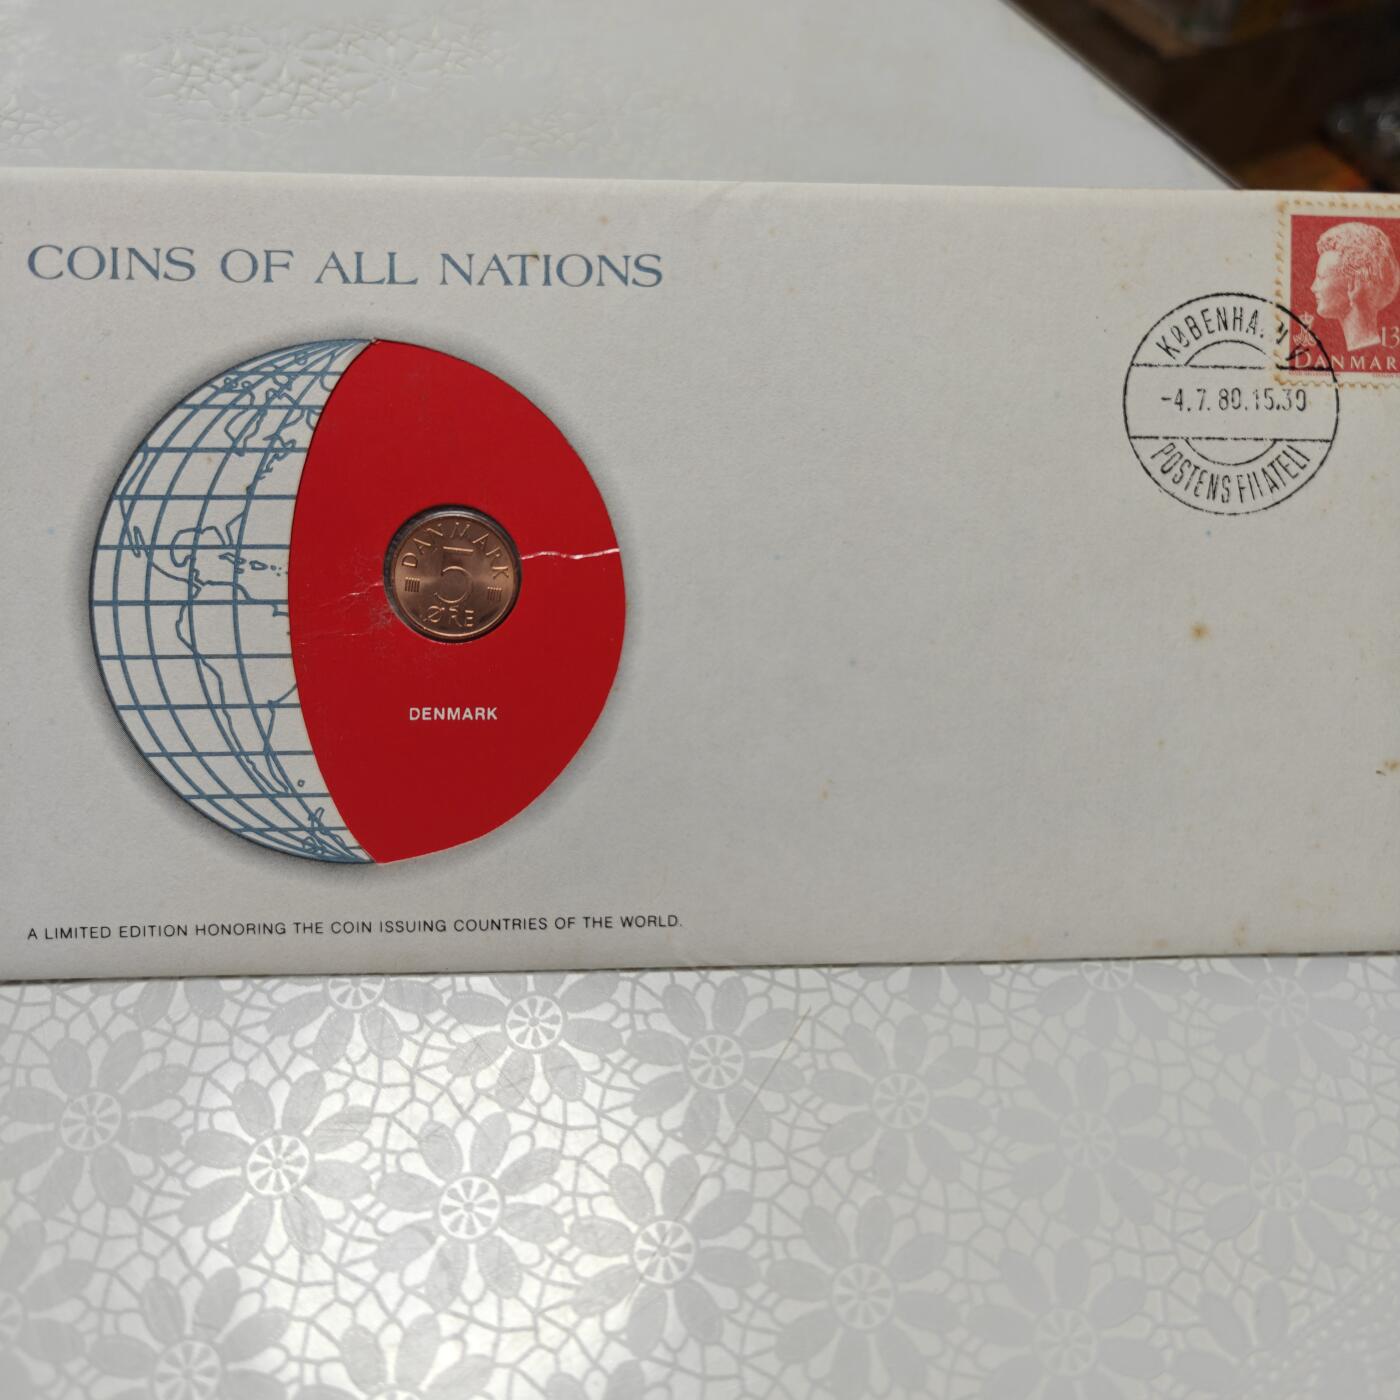 COINS OF ALL NATIONS
DANMARK
5
ØRE
DENMARK
A LIMITED EDITION HONORING THE COIN ISSUING COUNTRIES OF THE WORLD.
DANMAR
-4.7.80.15.30
POSTENS FILATELI